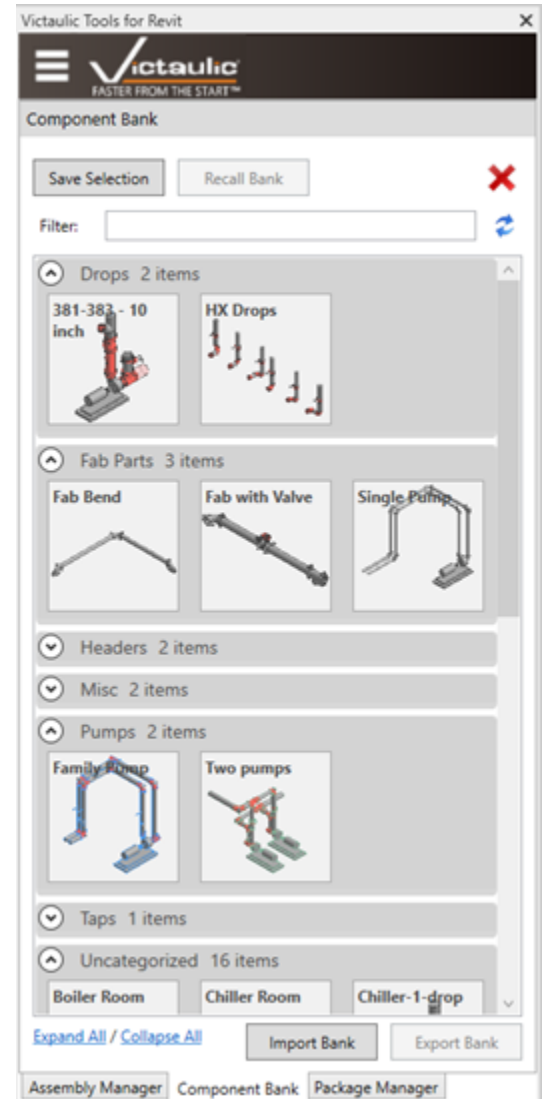 Victaulic Tools for Revit
Victaulic
FASTER FROM THE START™
Component Bank
Save Selection Recall Bank
Filter:
Drops 2 items
381-383 - 10 HX Drops
inch
Fab Parts 3 items
Fab Bend Fab with Valve Single Pump
Headers 2 items
Misc 2 items
Pumps 2 items
Family Pump Two pumps
Taps 1 items
Uncategorized 16 items
Boiler Room Chiller Room Chiller-1-drop
Expand All / Collapse All Import Bank Export Bank
Assembly Manager Component Bank Package Manager